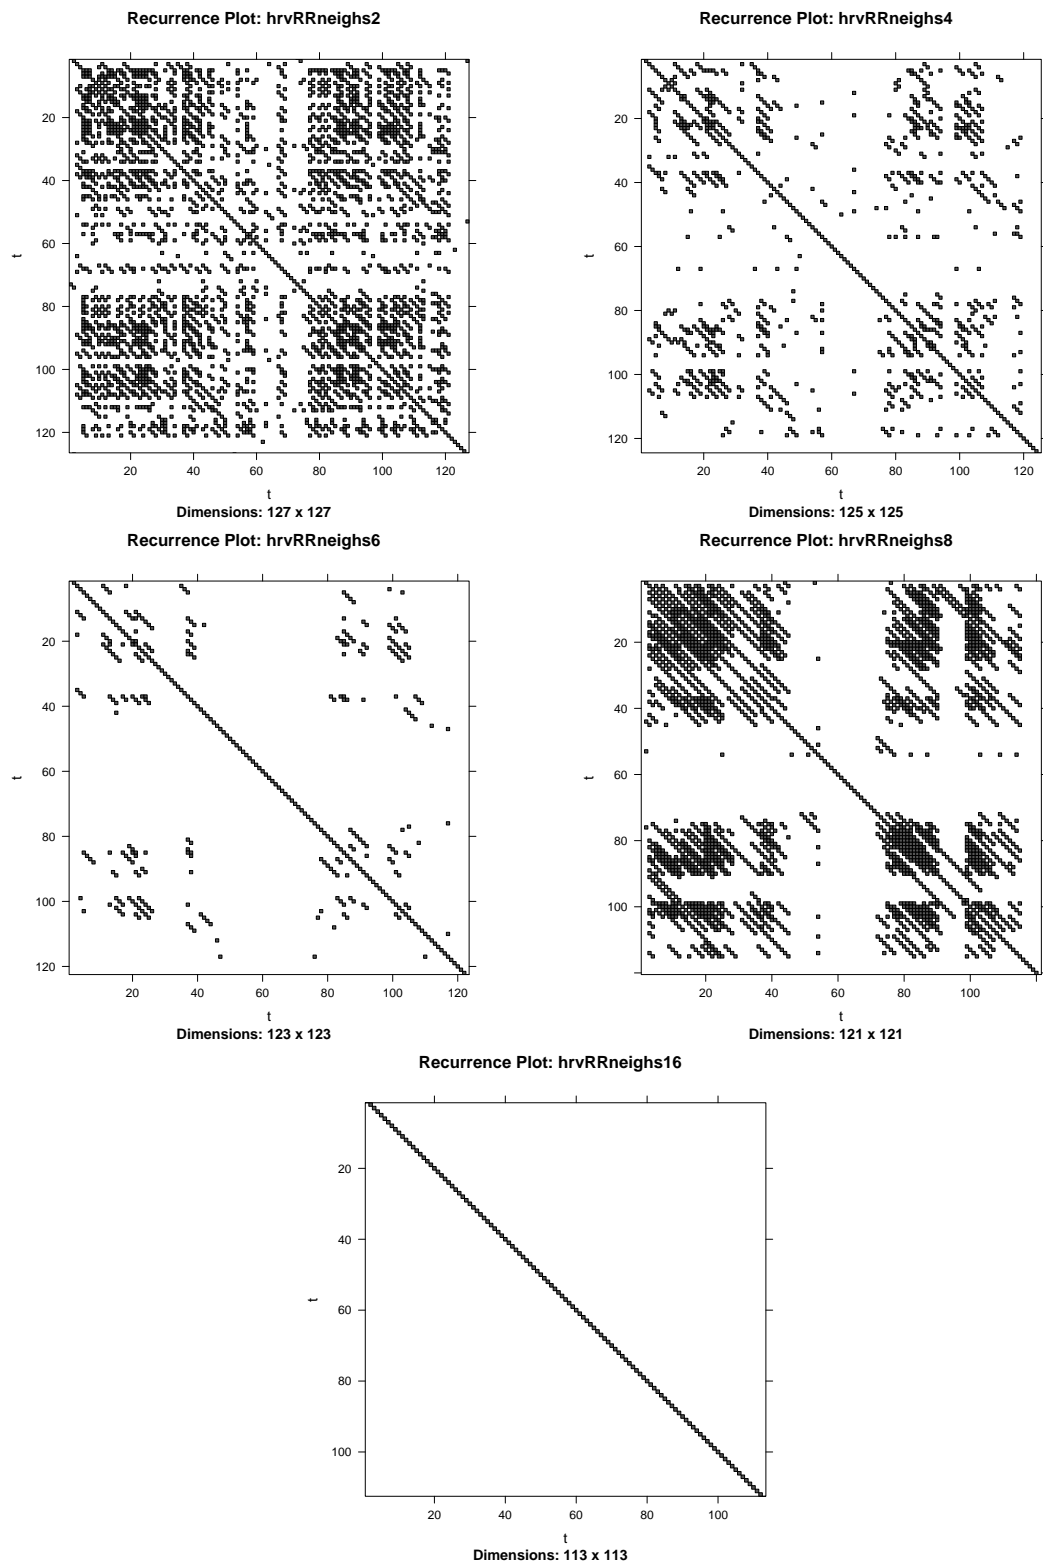 Recurrence Plot: hrvRRneighs2
20
40
60
80
100
120
t
20 40 60 80 100 120
t
Dimensions: 127 x 127
Recurrence Plot: hrvRRneighs4
20
40
60
80
100
120
t
20 40 60 80 100 120
t
Dimensions: 125 x 125
Recurrence Plot: hrvRRneighs6
20
40
60
80
100
120
t
20 40 60 80 100 120
t
Dimensions: 123 x 123
Recurrence Plot: hrvRRneighs8
20
40
60
80
100
t
20 40 60 80 100
t
Dimensions: 121 x 121
Recurrence Plot: hrvRRneighs16
20
40
60
80
100
t
20 40 60 80 100
t
Dimensions: 113 x 113